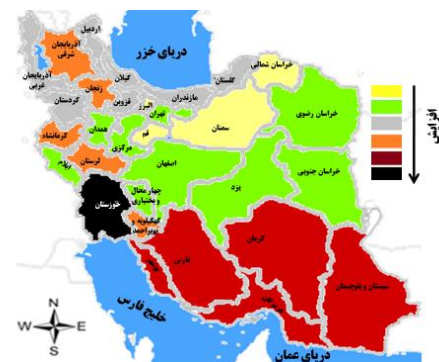 دریای خزر
اردبیل
آذربایجان
شرقی
آذربایجان
غربی
گیلان
زنجان
قزوین
کردستان
البرز
تهران
مازندران
گلستان
خراسان شمالی
خراسان رضوی
سمنان
همدان
قم
مرکزی
کرمانشاه
لرستان
ایلام
اصفهان
یزد
خراسان جنوبی
چهارمحال
و بختیاری
خوزستان
کهگیلویه و
بویراحمد
فارس
کرمان
سیستان و بلوچستان
خلیج فارس
دریای عمان
افزایش
N
W
E
S